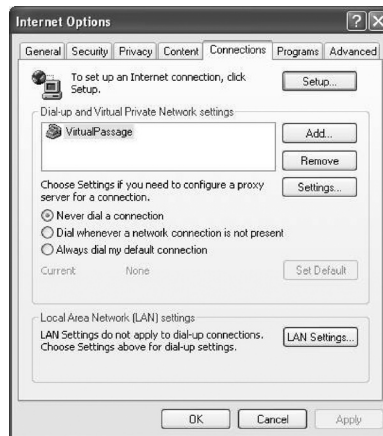 Internet Options
General Security Privacy Content Connections Programs Advanced
To set up an Internet connection, click
Setup.
Setup...
Dial-up and Virtual Private Network settings
VirtualPassage
Add...
Remove
Choose Settings if you need to configure a proxy
server for a connection.
Settings...
Never dial a connection
Dial whenever a network connection is not present
Always dial my default connection
Current None
Set Default
Local Area Network (LAN) settings
LAN Settings do not apply to dial-up connections.
Choose Settings above for dial-up settings.
LAN Settings...
OK Cancel Apply